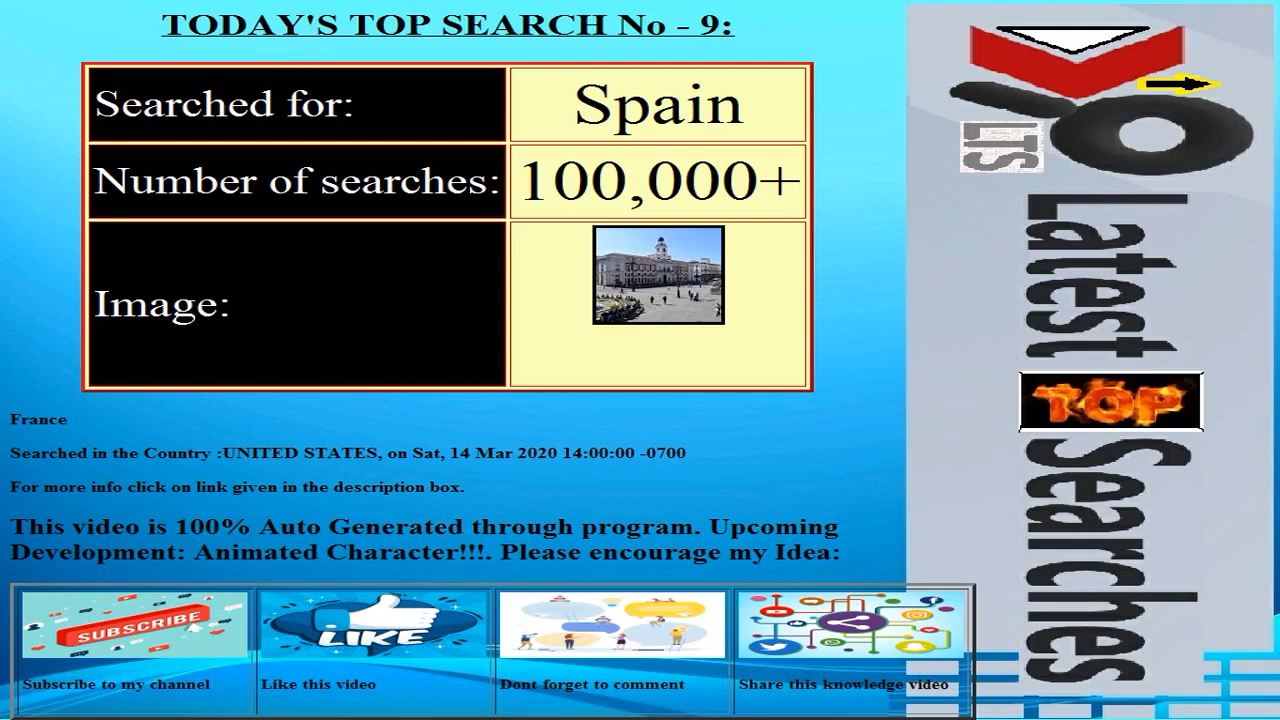 TODAY'S TOP SEARCH No - 9:
Searched for:
Spain
Number of searches:
100,000+
Image:
France
Searched in the Country :UNITED STATES, on Sat, 14 Mar 2020 14:00:00 -0700
For more info click on link given in the description box.
This video is 100% Auto Generated through program. Upcoming
Development: Animated Character!!!. Please encourage my Idea:
SUBSCRIBE
LIKE
Subscribe to my channel
Like this video
Dont forget to comment
Share this knowledge video
LTS
Latest
TOP
Searches